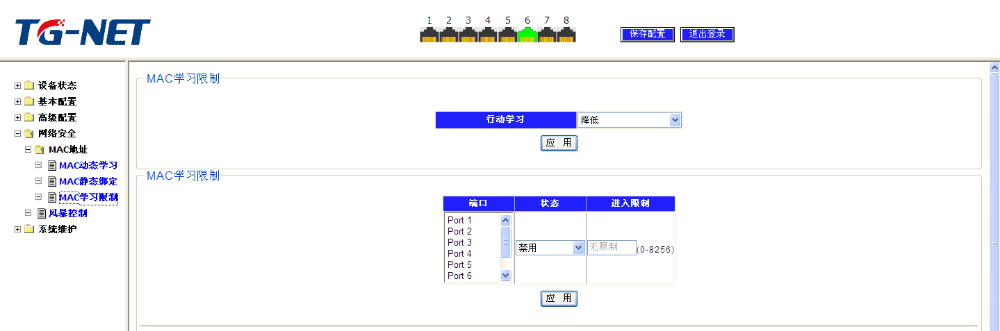 TG-NET
1 2 3 4 5 6 7 8
保存配置 退出登录
设备状态
基本配置
高级配置
网络安全
MAC地址
MAC动态学习
MAC静态绑定
MAC学习限制
风暴控制
系统维护
MAC学习限制
行动学习 降低
应 用
MAC学习限制
端口 状态 进入限制
Port 1
Port 2
Port 3
Port 4
Port 5
Port 6
禁用 无限制 (0-8256)
应 用